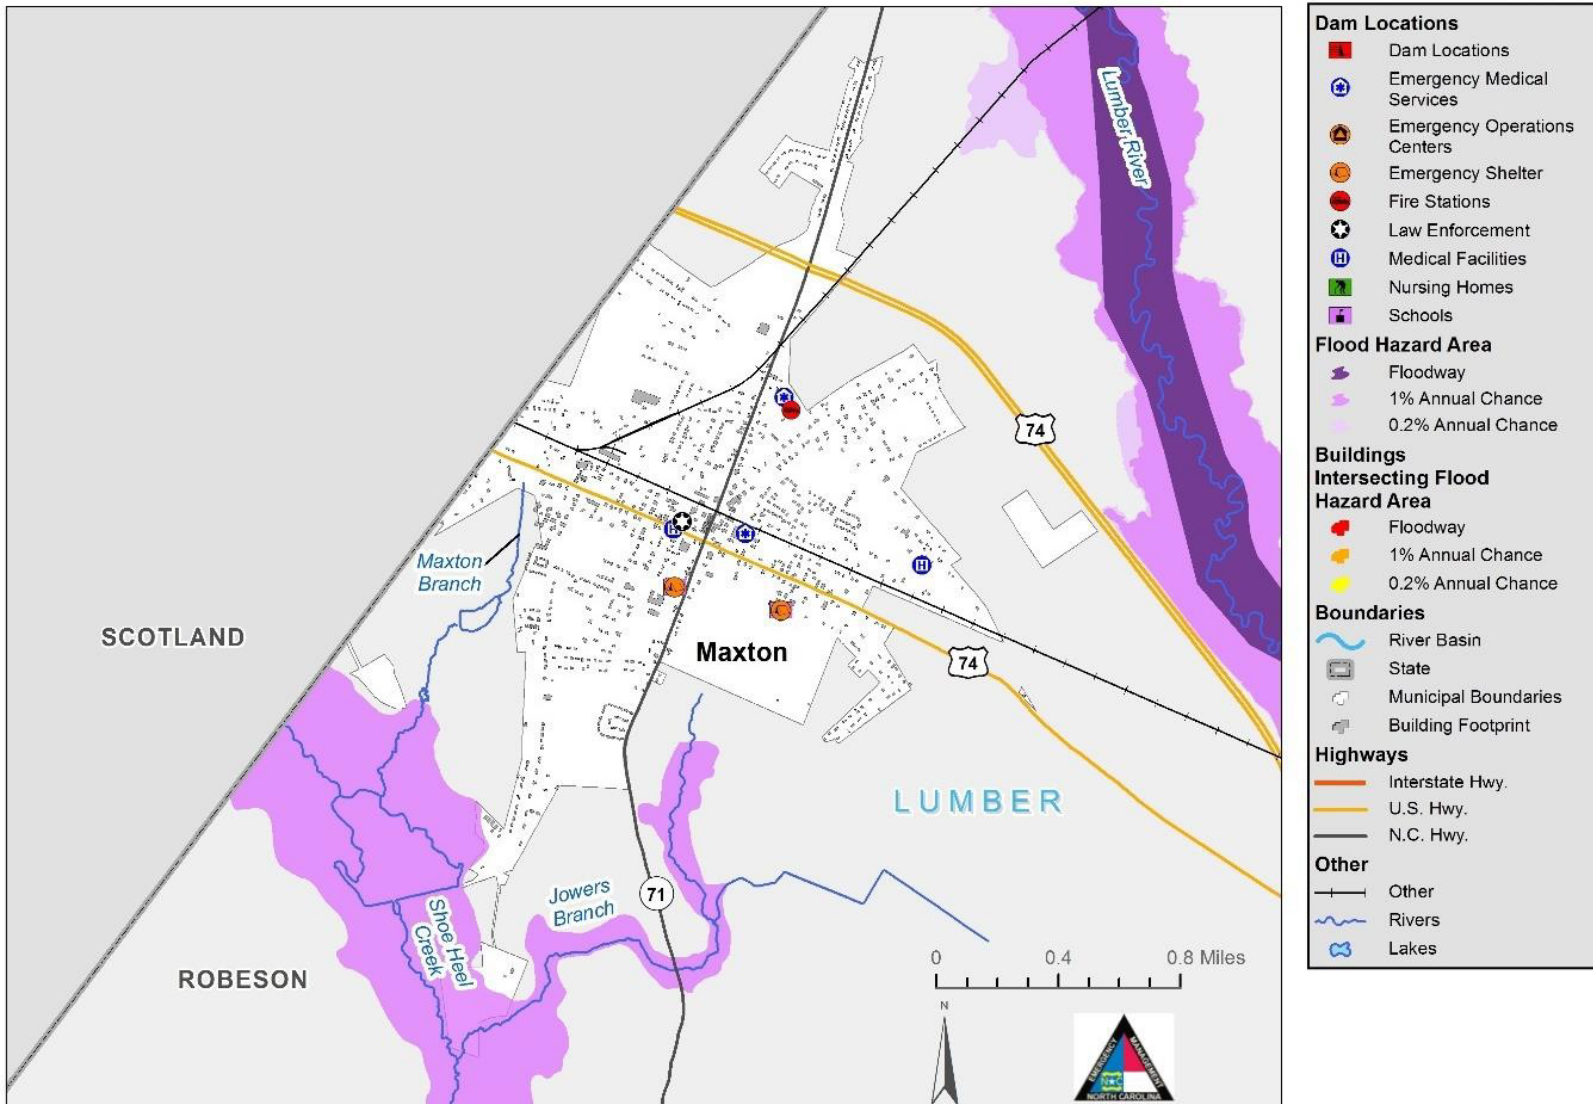 Lumber River
74
Maxton
Branch
SCOTLAND
Maxton
74
LUMBER
Jowers
Branch
71
Shoe Heel
Creek
ROBESON
0 0.4 0.8 Miles
N
EMERGENCY
MANAGEMENT
N C
NORTH CAROLINA
Dam Locations
Dam Locations
Emergency Medical
Services
Emergency Operations
Centers
Emergency Shelter
Fire Stations
Law Enforcement
H Medical Facilities
Nursing Homes
Schools
Flood Hazard Area
Floodway
1% Annual Chance
0.2% Annual Chance
Buildings
Intersecting Flood
Hazard Area
Floodway
1% Annual Chance
0.2% Annual Chance
Boundaries
River Basin
State
Municipal Boundaries
Building Footprint
Highways
Interstate Hwy.
U.S. Hwy.
N.C. Hwy.
Other
Other
Rivers
Lakes